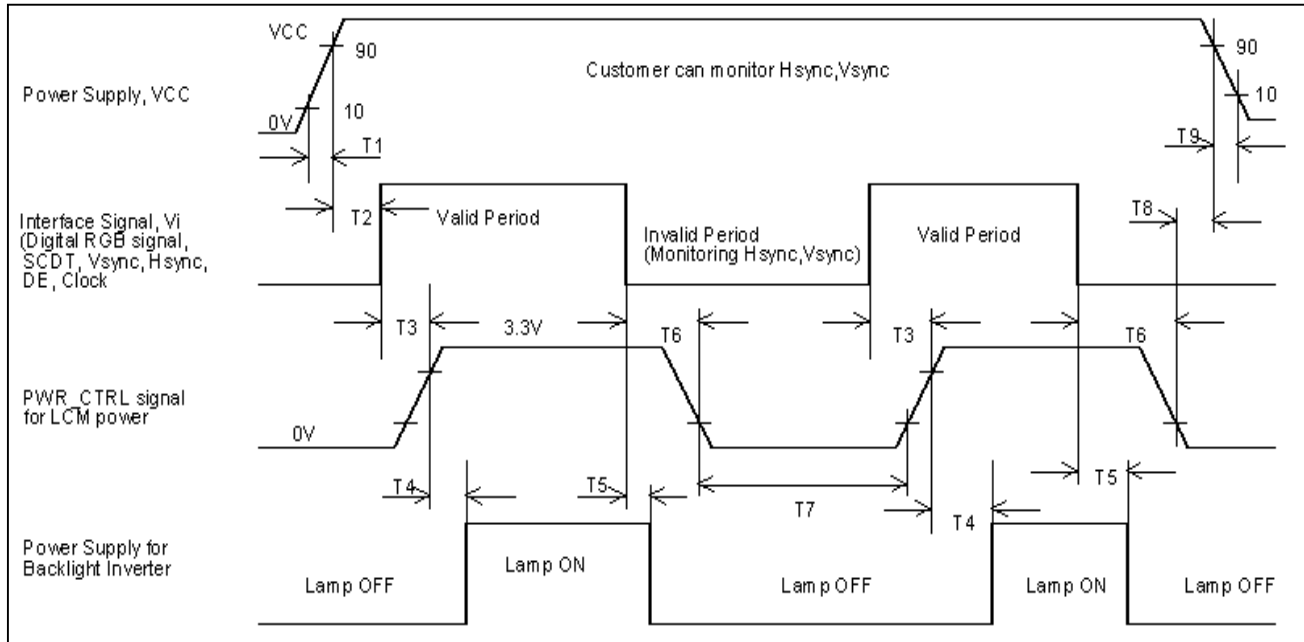 VCC
90
90
Customer can monitor Hsync,Vsync
Power Supply, VCC
10
10
0V
T1
T9
T2
Valid Period
T8
Interface Signal, Vi
(Digital RGB signal,
SCDT, Vsync, Hsync,
DE, Clock
Invalid Period
(Monitoring Hsync,Vsync)
Valid Period
T3
3.3V
T6
T3
T6
PWR_CTRL signal
for LCM power
0V
T4
T5
T7
T4
T5
Power Supply for
Backlight Inverter
Lamp OFF
Lamp ON
Lamp OFF
Lamp ON
Lamp OFF